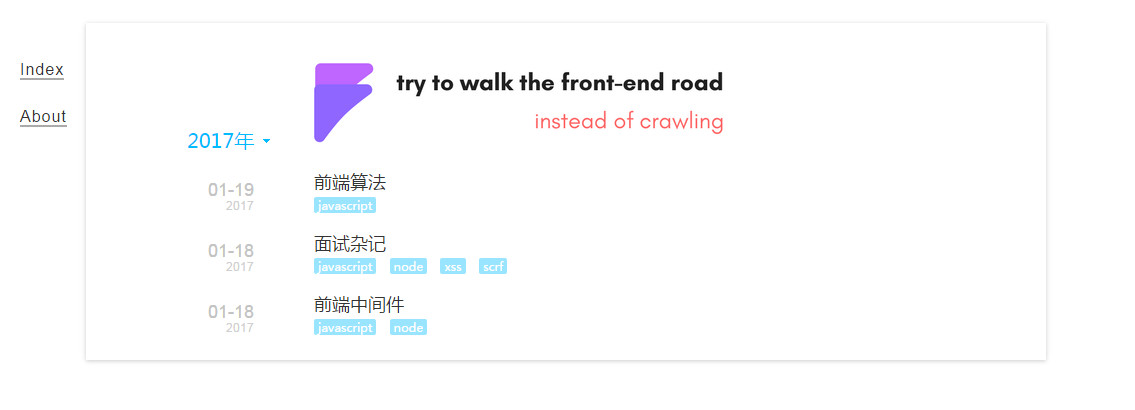 Index
About
try to walk the front-end road
instead of crawling
2017年
01-19
2017
前端算法
javascript
01-18
2017
面试杂记
javascript node xss scrf
01-18
2017
前端中间件
javascript node